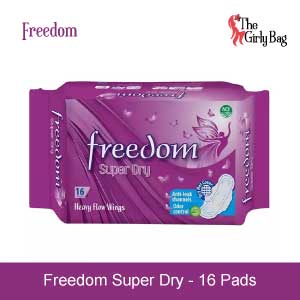 Freedom
The
Girly Bag
freedom
Super Dry
16
Heavy Flow Wings
Anti-leak
channels
Odor
control
Freedom Super Dry - 16 Pads